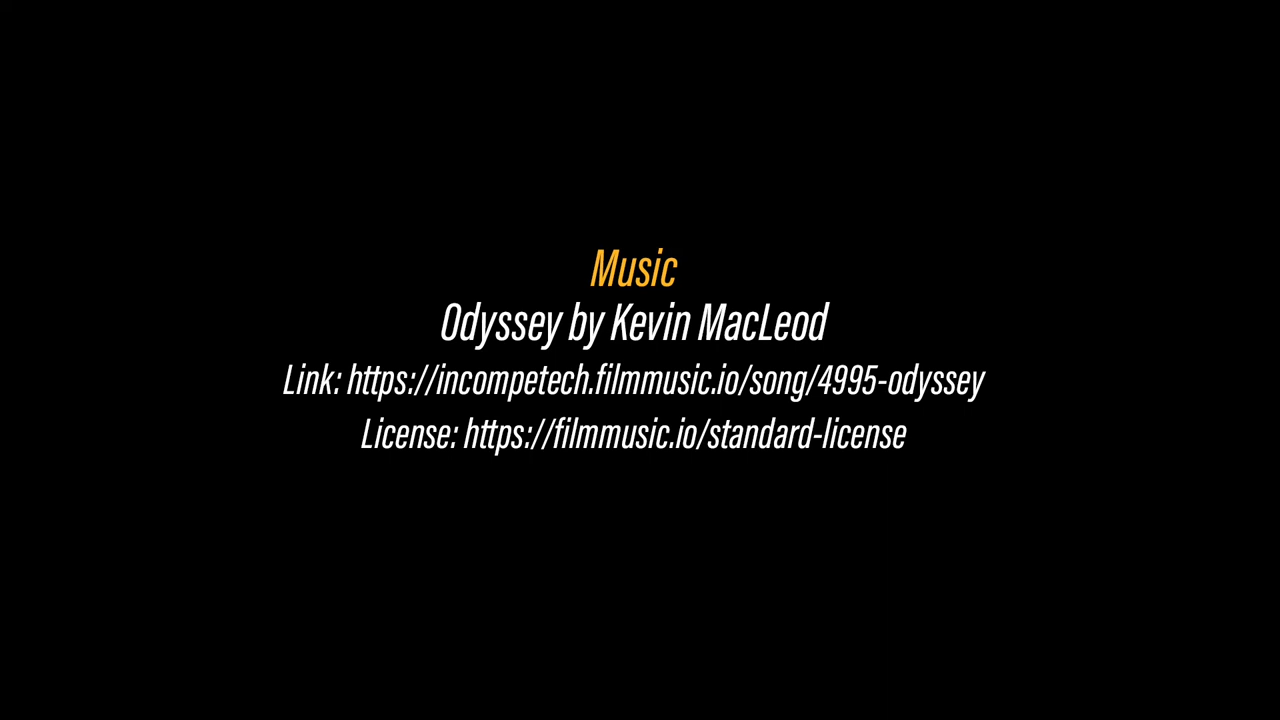 Music
Odyssey by Kevin MacLeod
Link: https://incompetech.filmmusic.io/song/4995-odyssey
License: https://filmmusic.io/standard-license